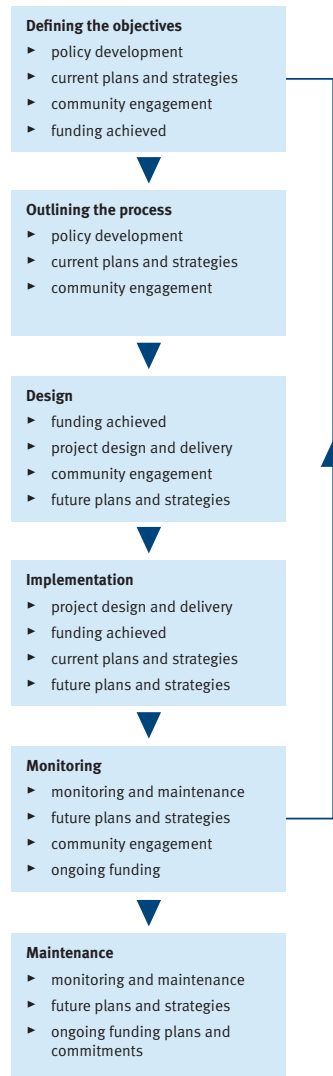 Defining the objectives
► policy development
► current plans and strategies
► community engagement
► funding achieved
Outlining the process
► policy development
► current plans and strategies
► community engagement
Design
► funding achieved
► project design and delivery
► community engagement
► future plans and strategies
Implementation
► project design and delivery
► funding achieved
► current plans and strategies
► future plans and strategies
Monitoring
► monitoring and maintenance
► future plans and strategies
► community engagement
► ongoing funding
Maintenance
► monitoring and maintenance
► future plans and strategies
► ongoing funding plans and
commitments